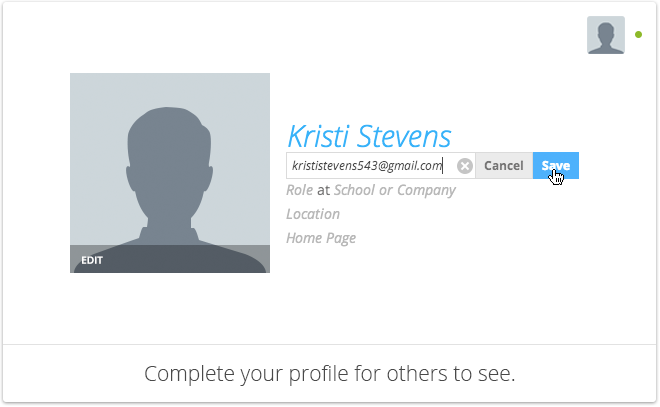 Kristi Stevens
krististevens543@gmail.com Cancel Save
Role at School or Company
Location
Home Page
EDIT
Complete your profile for others to see.